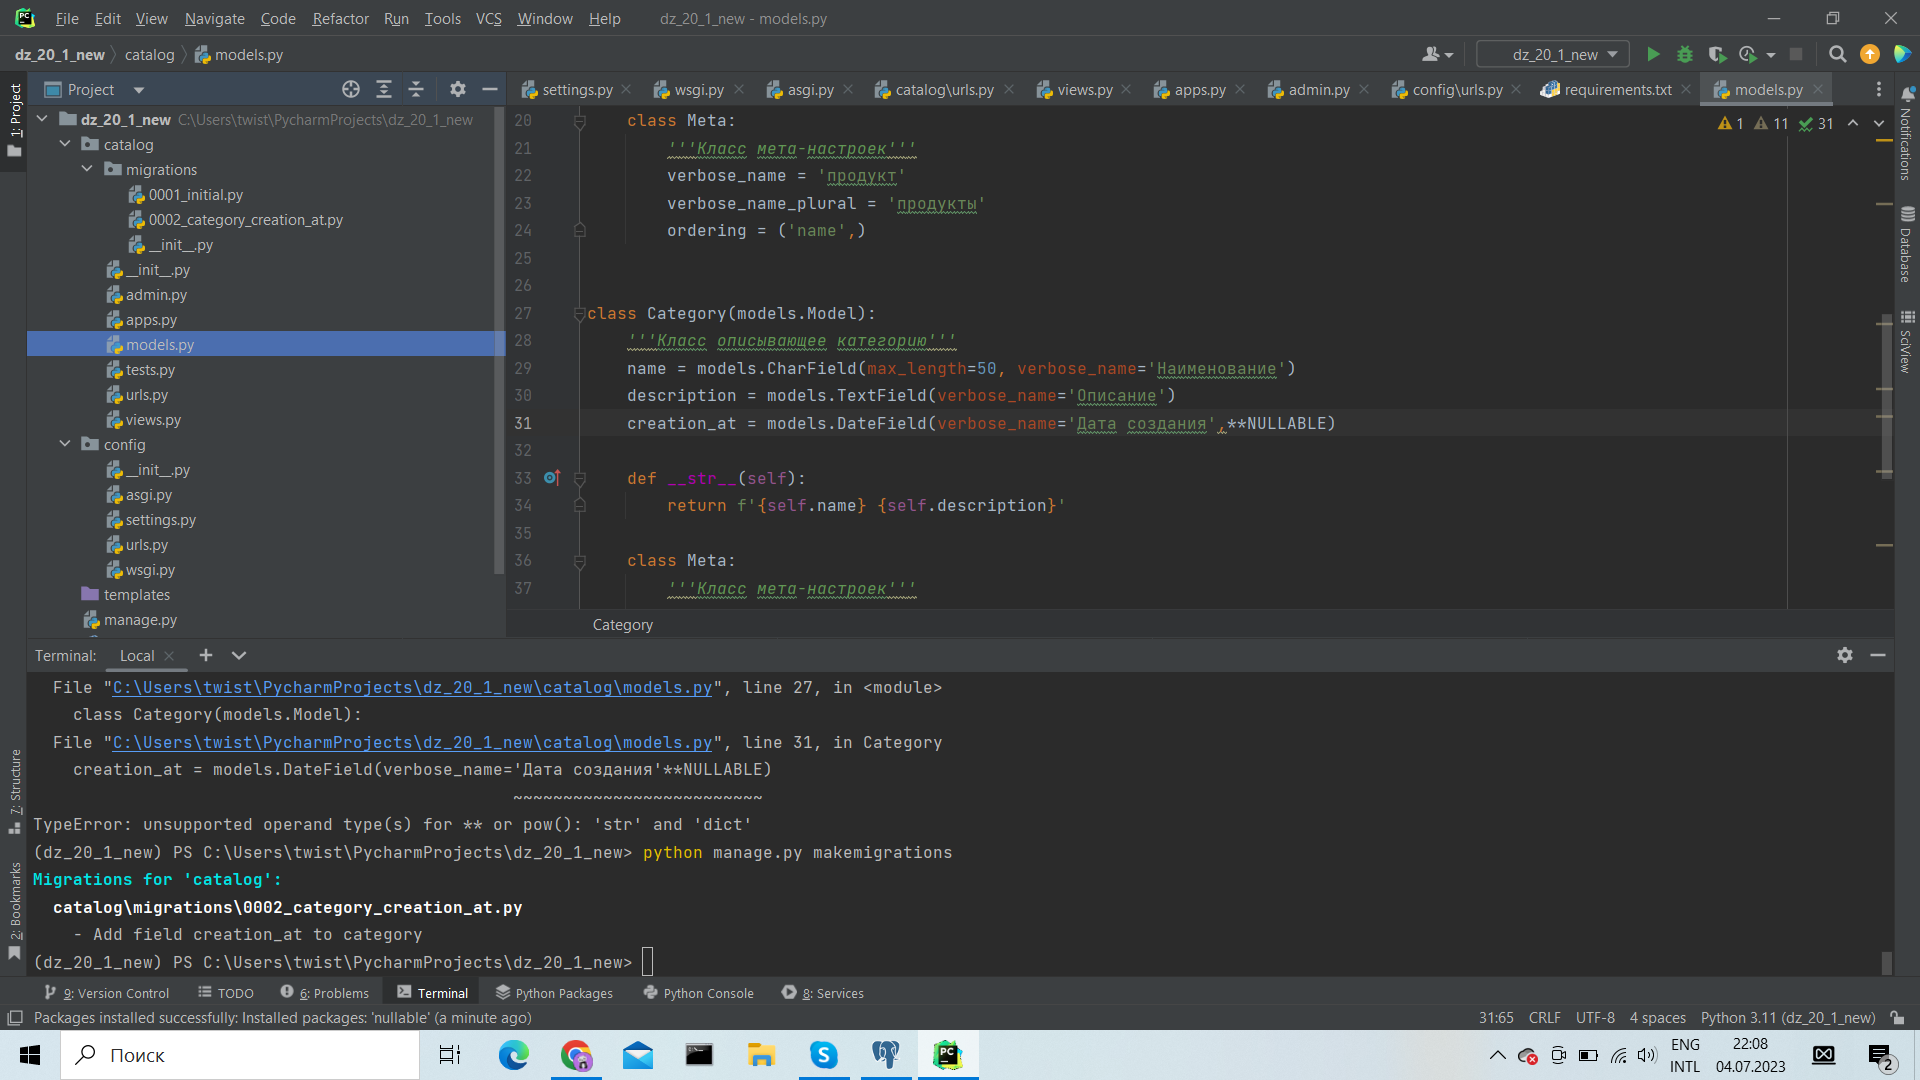 File Edit View Navigate Code Refactor Run Tools VCS Window Help dz_20_1_new - models.py
dz_20_1_new catalog models.py dz_20_1_new
Project
settings.py wsgi.py asgi.py catalog\urls.py views.py apps.py admin.py config\urls.py requirements.txt models.py
1: Project
dz_20_1_new C:\Users\twist\PycharmProjects\dz_20_1_new
catalog
migrations
0001_initial.py
0002_category_creation_at.py
__init__.py
__init__.py
admin.py
apps.py
models.py
tests.py
urls.py
views.py
config
__init__.py
asgi.py
settings.py
urls.py
wsgi.py
templates
manage.py
1 11 31
20 class Meta:
21 '''Класс мета-настроек'''
22 verbose_name = 'продукт'
23 verbose_name_plural = 'продукты'
24 ordering = ('name',)
25
26
27 class Category(models.Model):
28 '''Класс описывающее категорию'''
29 name = models.CharField(max_length=50, verbose_name='Наименование')
30 description = models.TextField(verbose_name='Описание')
31 creation_at = models.DateField(verbose_name='Дата создания',**NULLABLE)
32
33 def __str__(self):
34 return f'{self.name} {self.description}'
35
36 class Meta:
37 '''Класс мета-настроек'''
Category
Notifications
Database
SciView
Terminal: Local
File "C:\Users\twist\PycharmProjects\dz_20_1_new\catalog\models.py", line 27, in <module>
class Category(models.Model):
File "C:\Users\twist\PycharmProjects\dz_20_1_new\catalog\models.py", line 31, in Category
creation_at = models.DateField(verbose_name='Дата создания'**NULLABLE)
~~~~~~~~~~~~~~~~~~~~~~~~~
TypeError: unsupported operand type(s) for ** or pow(): 'str' and 'dict'
(dz_20_1_new) PS C:\Users\twist\PycharmProjects\dz_20_1_new> python manage.py makemigrations
Migrations for 'catalog':
catalog\migrations\0002_category_creation_at.py
- Add field creation_at to category
(dz_20_1_new) PS C:\Users\twist\PycharmProjects\dz_20_1_new>
7: Structure
2: Bookmarks
9: Version Control TODO 6: Problems Terminal Python Packages Python Console 8: Services
Packages installed successfully: Installed packages: 'nullable' (a minute ago) 31:65 CRLF UTF-8 4 spaces Python 3.11 (dz_20_1_new)
Поиск
ENG
INTL
22:08
04.07.2023
2